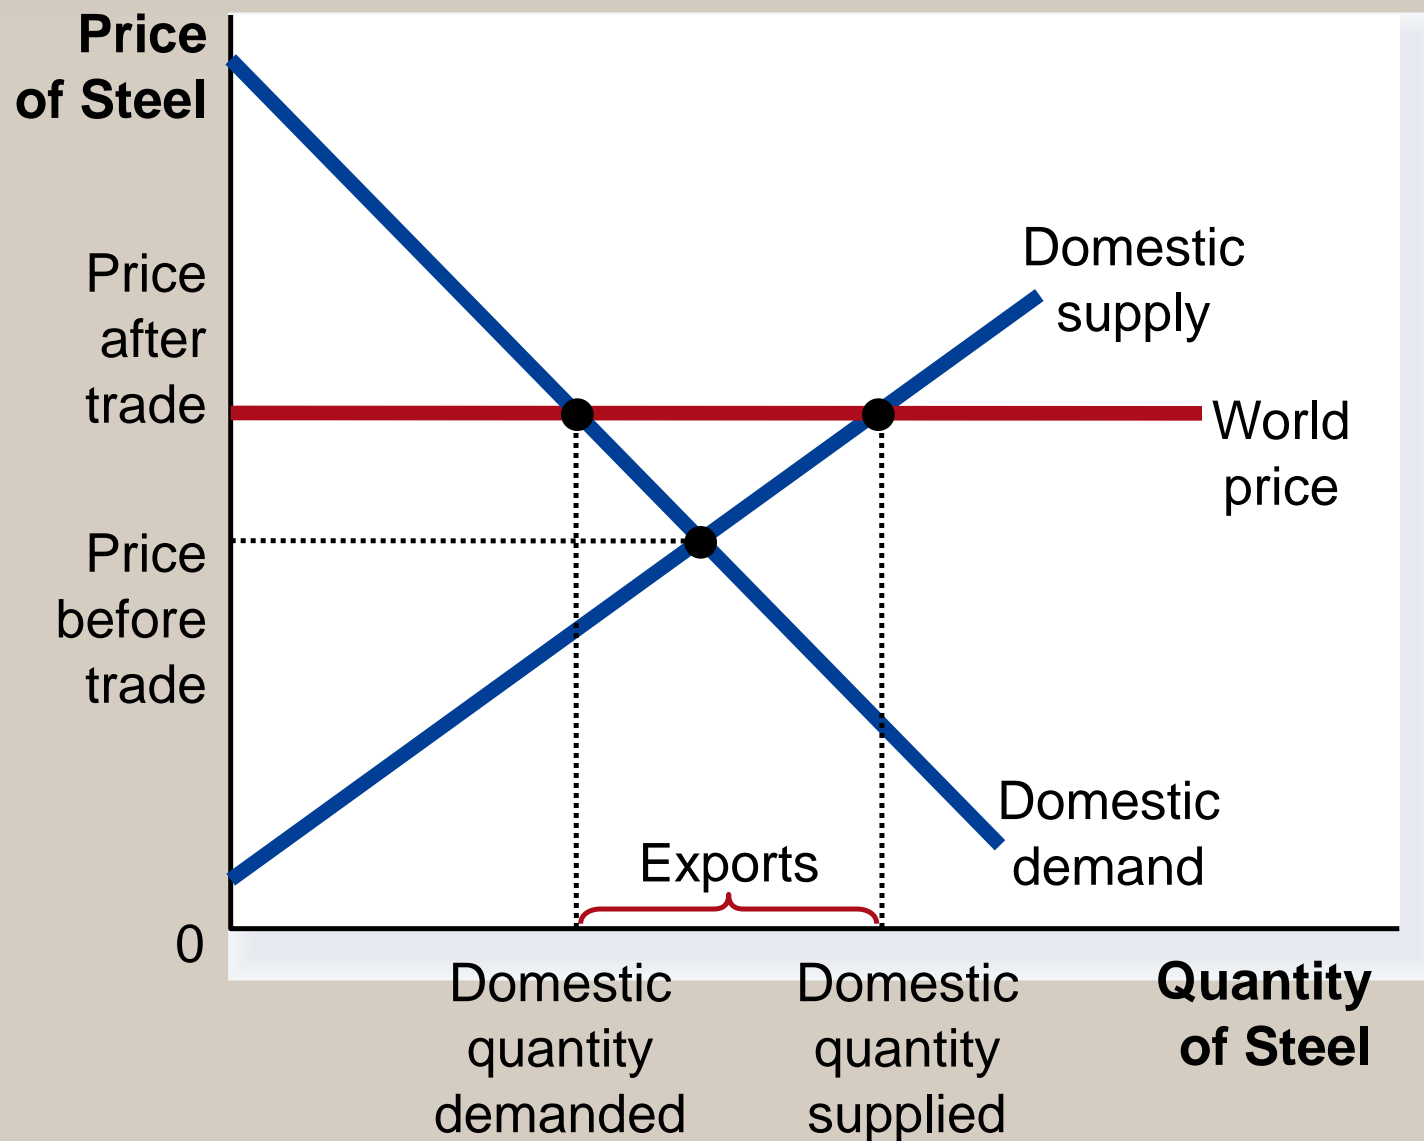 Price
of Steel
Domestic
supply
Price
after
trade
World
price
Price
before
trade
Domestic
demand
Exports
0
Domestic
quantity
demanded
Domestic
quantity
supplied
Quantity
of Steel